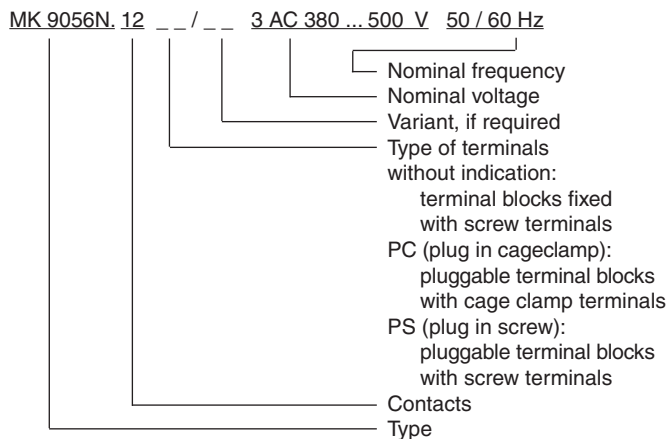 MK 9056N. 12 _ _ / _ _ 3 AC 380 ... 500 V 50 / 60 Hz
Nominal frequency
Nominal voltage
Variant, if required
Type of terminals
without indication:
terminal blocks fixed
with screw terminals
PC (plug in cageclamp):
pluggable terminal blocks
with cage clamp terminals
PS (plug in screw):
pluggable terminal blocks
with screw terminals
Contacts
Type